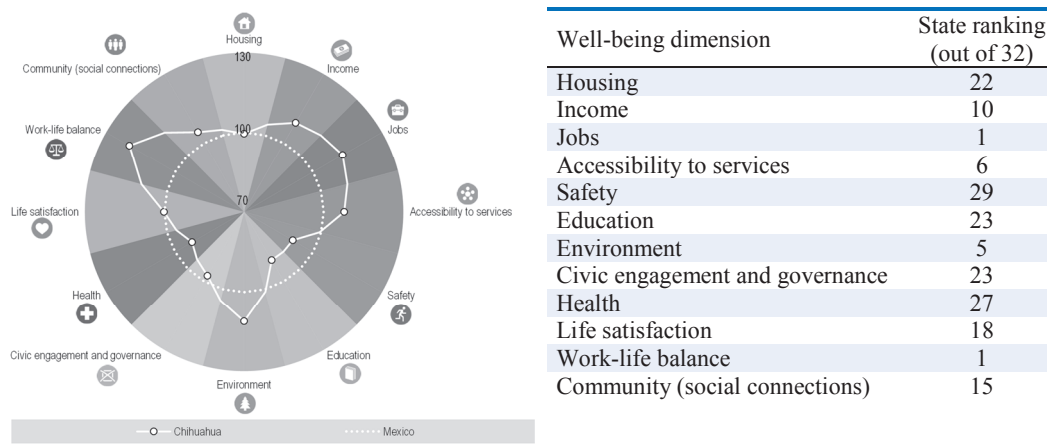 Housing
130
Income
Community (social connections)
Jobs
100
Work-life balance
70
Life satisfaction
Accessibility to services
Health
Safety
Civic engagement and governance
Education
Environment
Chihuahua
Mexico
Well-being dimension State ranking
(out of 32)
Housing 22
Income 10
Jobs 1
Accessibility to services 6
Safety 29
Education 23
Environment 5
Civic engagement and governance 23
Health 27
Life satisfaction 18
Work-life balance 1
Community (social connections) 15